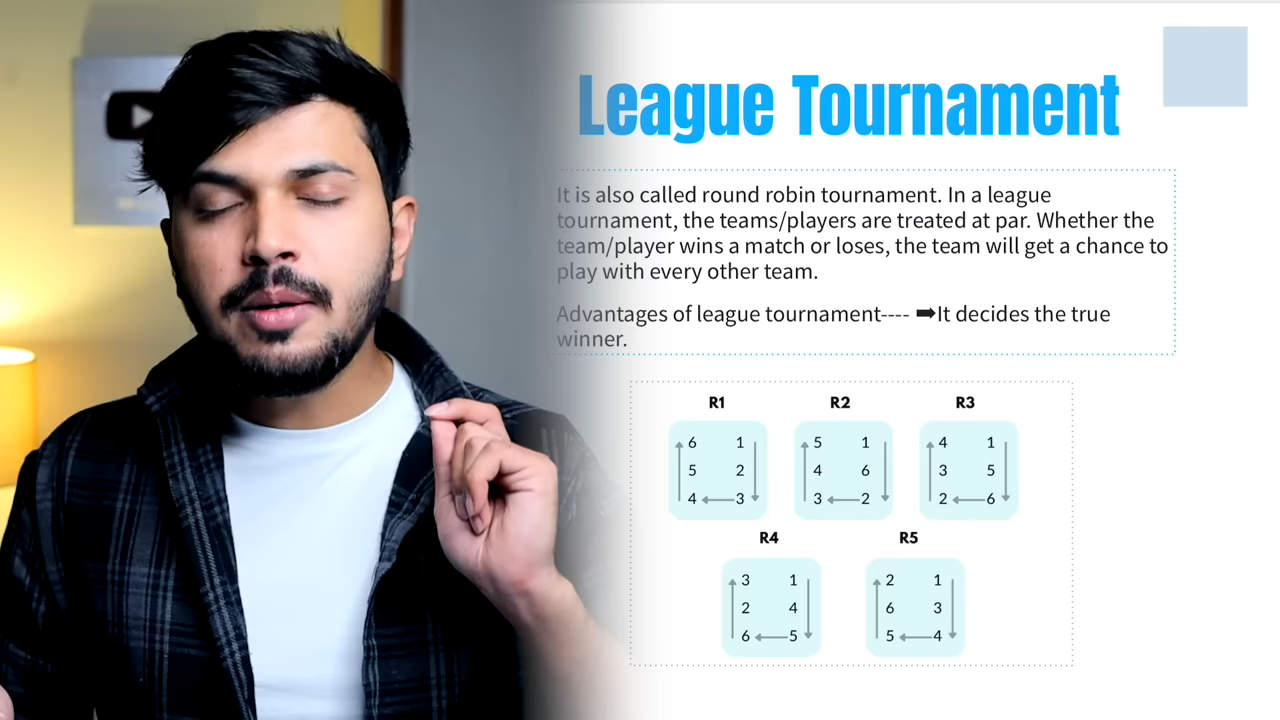 League Tournament
It is also called round robin tournament. In a league
tournament, the teams/players are treated at par. Whether the
team/player wins a match or loses, the team will get a chance to
play with every other team.
Advantages of league tournament---- ➡It decides the true
winner.
R1 R2 R3
6 1 5 1 4 1
5 2 4 6 3 5
4 3 3 2 2 6
R4 R5
3 1 2 1
2 4 6 3
6 5 5 4